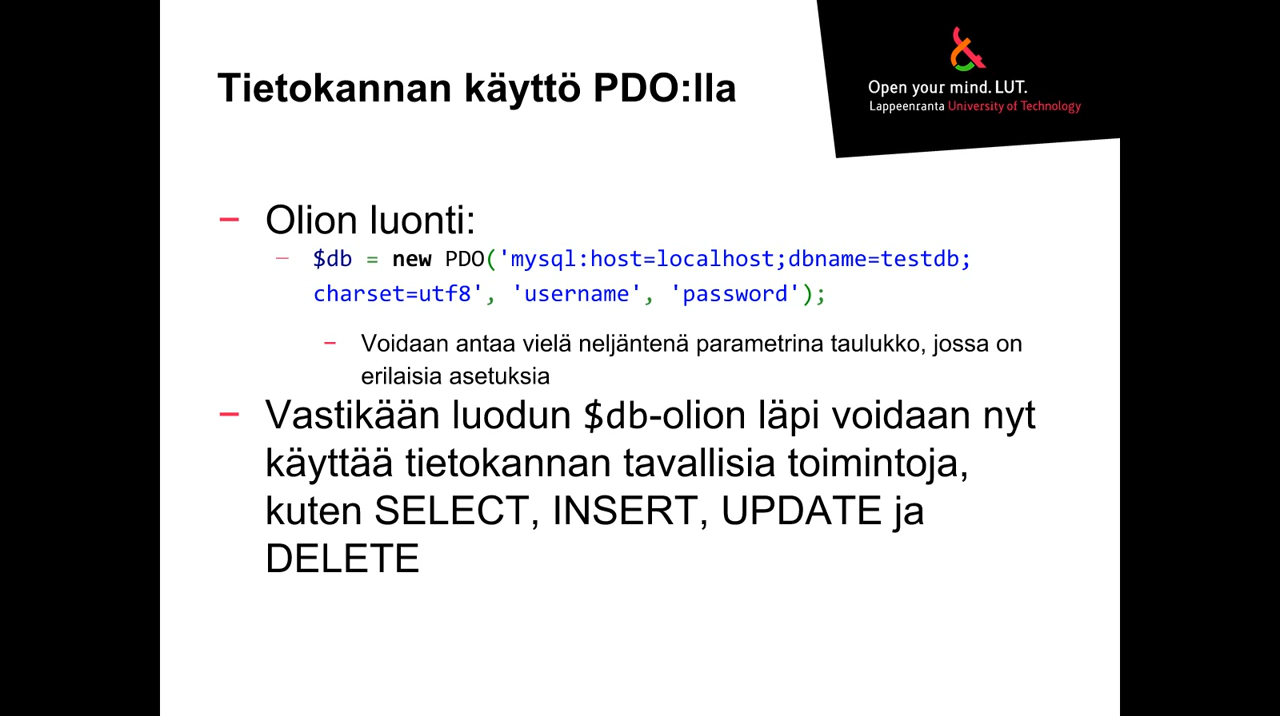 Tietokannan käyttö PDO:lla
Open your mind. LUT.
Lappeenranta University of Technology
– Olion luonti:
– $db = new PDO('mysql:host=localhost;dbname=testdb;
charset=utf8', 'username', 'password');
– Voidaan antaa vielä neljäntenä parametrina taulukko, jossa on
erilaisia asetuksia
– Vastikään luodun $db-olion läpi voidaan nyt
käyttää tietokannan tavallisia toimintoja,
kuten SELECT, INSERT, UPDATE ja
DELETE